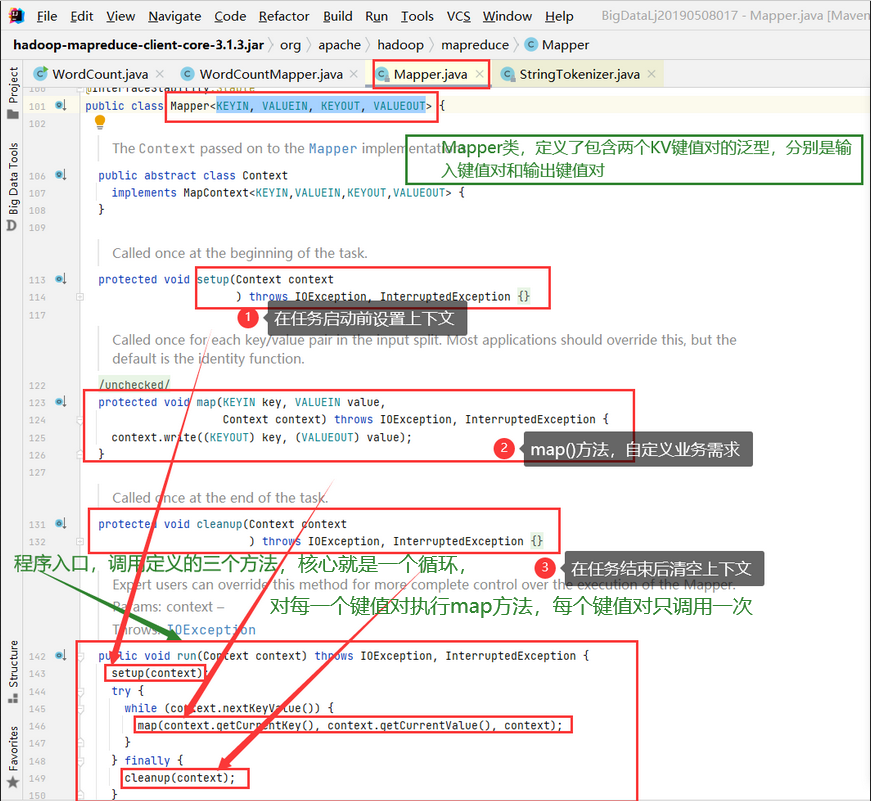 File Edit View Navigate Code Refactor Build Run Tools VCS Window Help BigDataLj20190508017 - Mapper.java [Maven
hadoop-mapreduce-client-core-3.1.3.jar org apache hadoop mapreduce Mapper
WordCount.java WordCountMapper.java Mapper.java StringTokenizer.java
Project
Big Data Tools
Structure
Favorites
100 @InterfaceStability.Stable
101 public class Mapper<KEYIN, VALUEIN, KEYOUT, VALUEOUT> {
102
The Context passed on to the Mapper implementations.
Mapper类，定义了包含两个KV键值对的泛型，分别是输
入键值对和输出键值对
106 public abstract class Context
107 implements MapContext<KEYIN,VALUEIN,KEYOUT,VALUEOUT> {
108 }
109
Called once at the beginning of the task.
113 protected void setup(Context context
114 ) throws IOException, InterruptedException {}
117
1 在任务启动前设置上下文
Called once for each key/value pair in the input split. Most applications should override this, but the
default is the identity function.
122 /unchecked/
123 protected void map(KEYIN key, VALUEIN value,
124 Context context) throws IOException, InterruptedException {
125 context.write((KEYOUT) key, (VALUEOUT) value);
126 }
127
2 map()方法，自定义业务需求
Called once at the end of the task.
131 protected void cleanup(Context context
132 ) throws IOException, InterruptedException {}
程序入口，调用定义的三个方法，核心就是一个循环，
3 在任务结束后清空上下文
Expert users can override this method for more complete control over the execution of the Mapper.
对每一个键值对执行map方法，每个键值对只调用一次
Params: context –
Throws: IOException
142 public void run(Context context) throws IOException, InterruptedException {
143 setup(context);
144 try {
145 while (context.nextKeyValue()) {
146 map(context.getCurrentKey(), context.getCurrentValue(), context);
147 }
148 } finally {
149 cleanup(context);
150 }